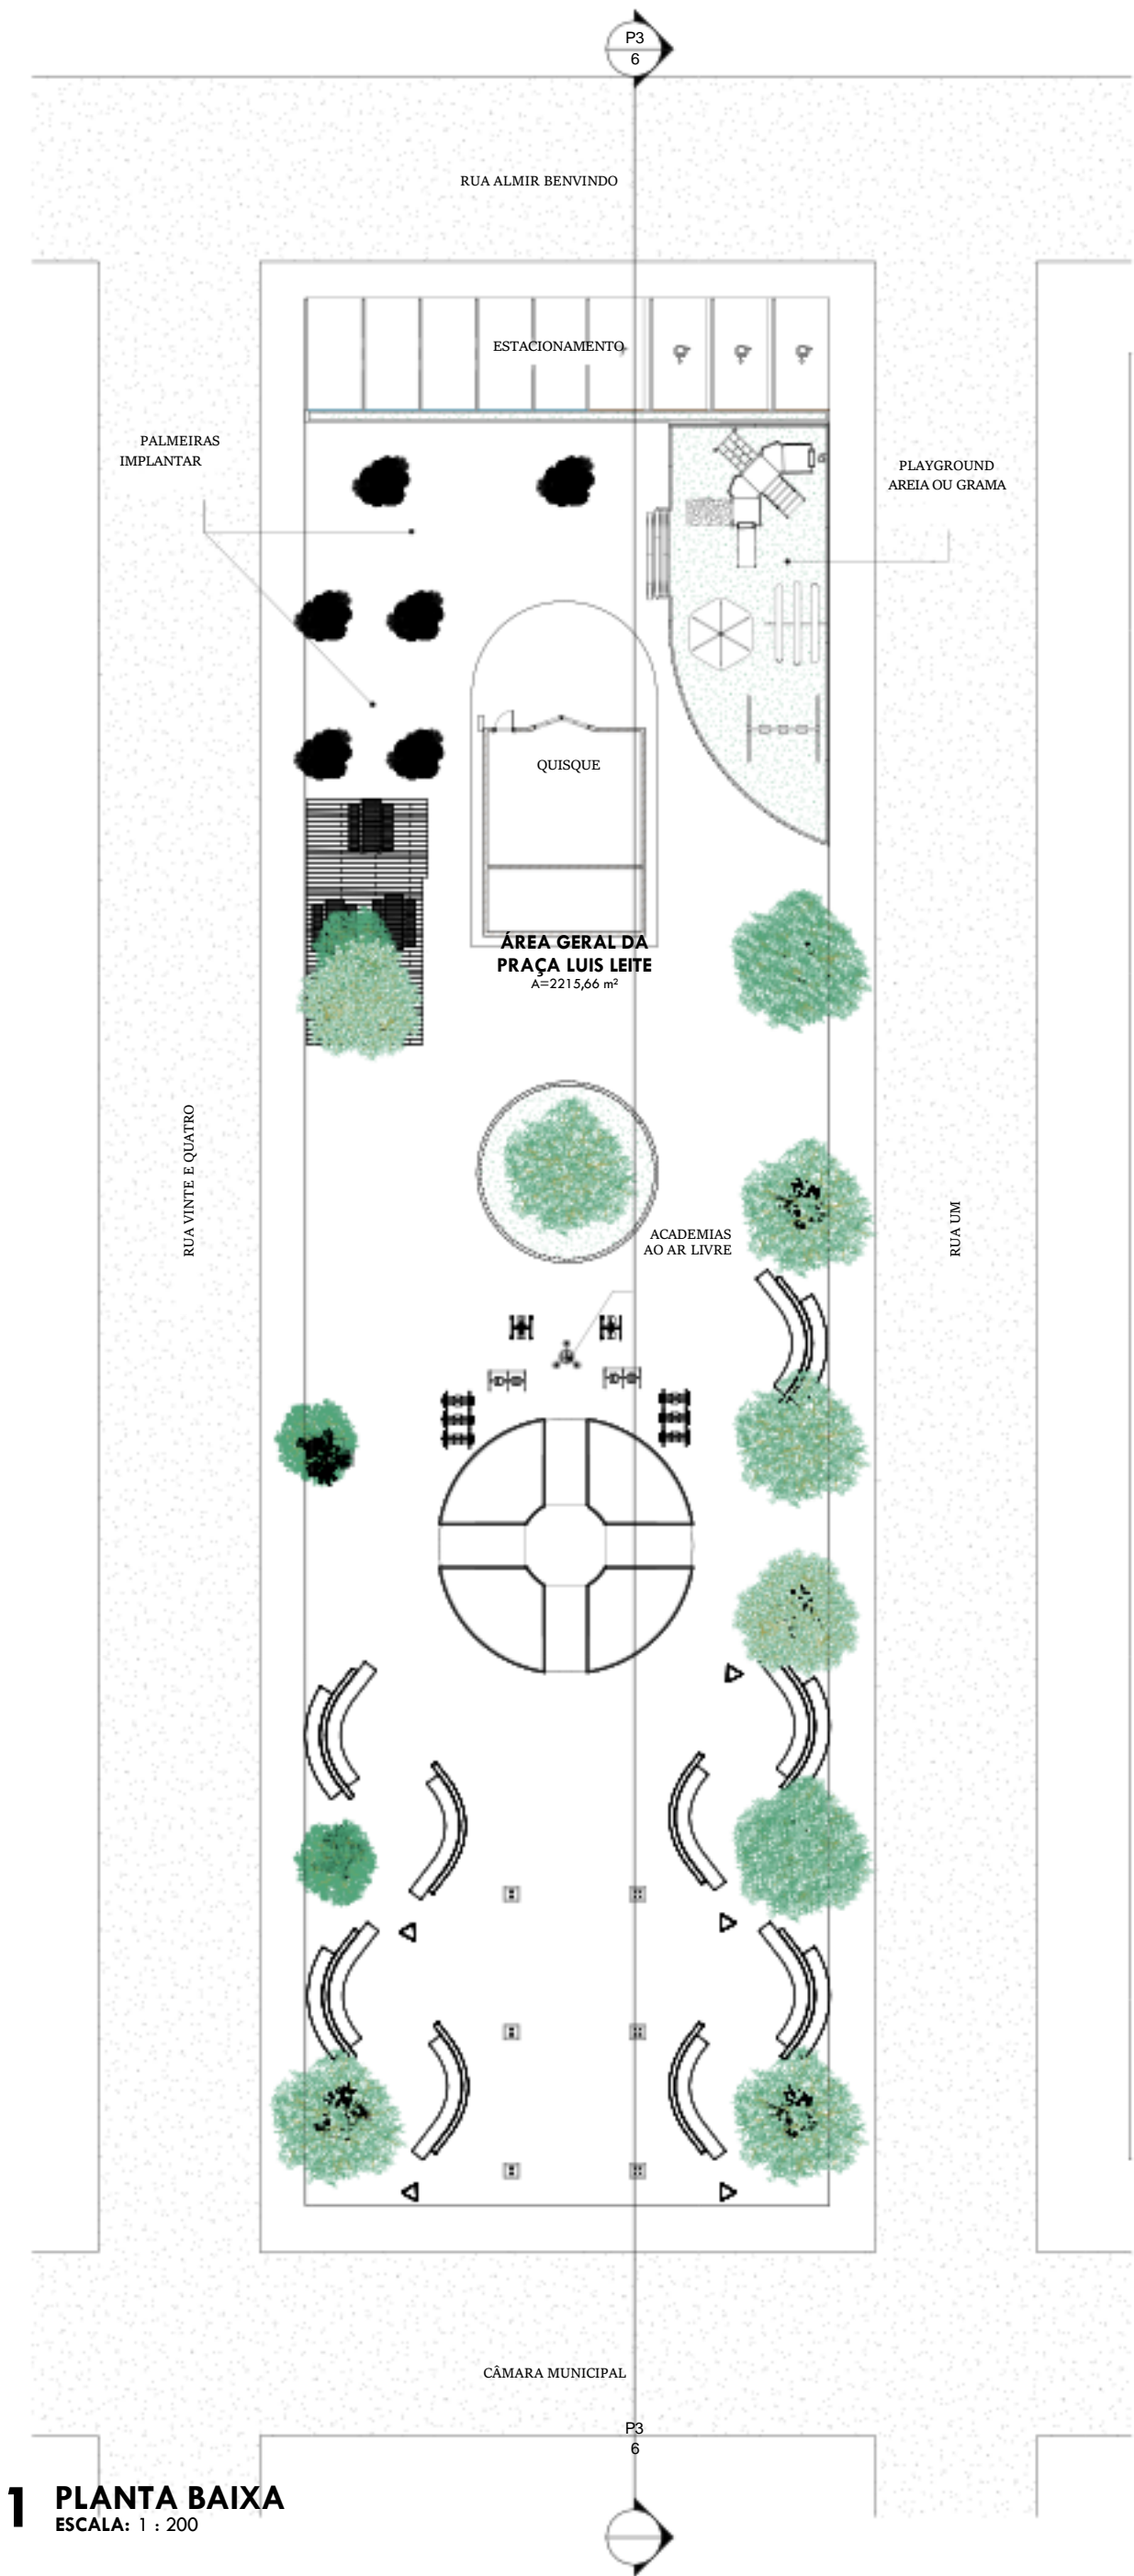 P3
6
RUA ALMIR BENVINDO
ESTACIONAMENTO
PALMEIRAS
IMPLANTAR
PLAYGROUND
AREIA OU GRAMA
QUISQUE
ÁREA GERAL DA
PRAÇA LUIS LEITE
A=2215,66 m²
RUA VINTE E QUATRO
RUA UM
ACADEMIAS
AO AR LIVRE
CÂMARA MUNICIPAL
P3
6
1 PLANTA BAIXA
ESCALA: 1 : 200